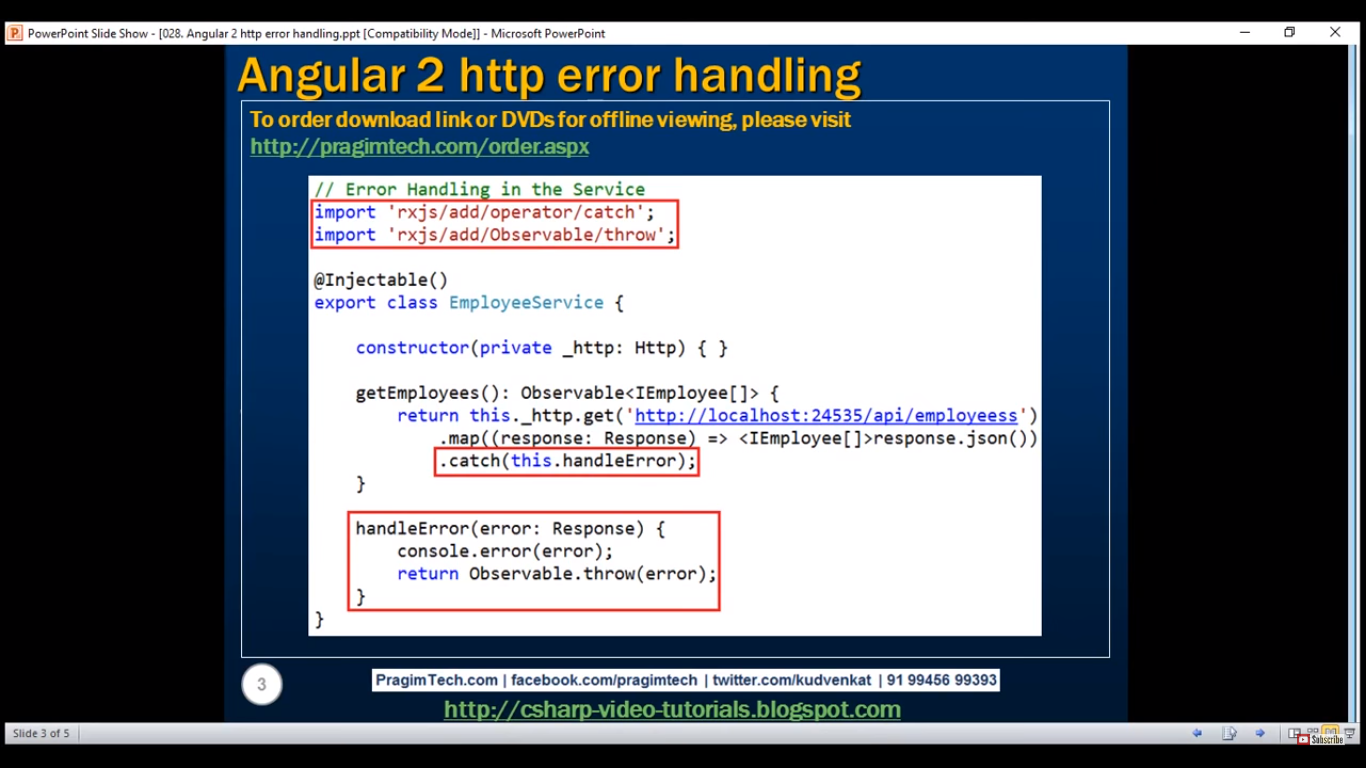 PowerPoint Slide Show - [028. Angular 2 http error handling.ppt [Compatibility Mode]] - Microsoft PowerPoint
Angular 2 http error handling
To order download link or DVDs for offline viewing, please visit
http://pragimtech.com/order.aspx
// Error Handling in the Service
import 'rxjs/add/operator/catch';
import 'rxjs/add/Observable/throw';
@Injectable()
export class EmployeeService {
constructor(private _http: Http) { }
getEmployees(): Observable<IEmployee[]> {
return this._http.get('http://localhost:24535/api/employeess')
.map((response: Response) => <IEmployee[]>response.json())
.catch(this.handleError);
}
handleError(error: Response) {
console.error(error);
return Observable.throw(error);
}
}
3
PragimTech.com | facebook.com/pragimtech | twitter.com/kudvenkat | 91 99456 99393
http://csharp-video-tutorials.blogspot.com
Slide 3 of 5
Subscribe